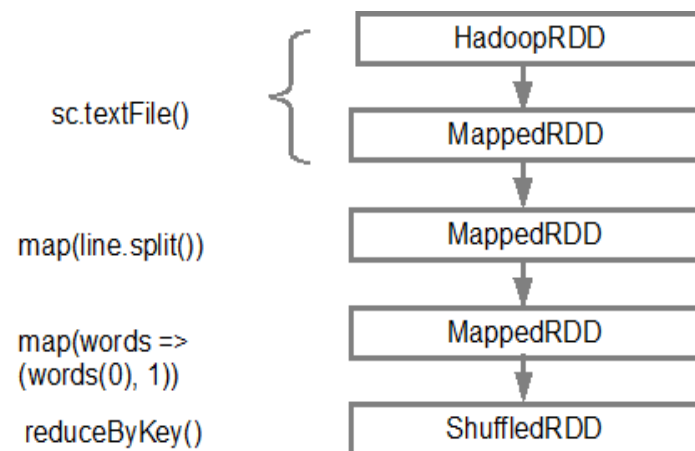 HadoopRDD
sc.textFile()
MappedRDD
map(line.split())
MappedRDD
map(words =>
(words(0), 1))
MappedRDD
reduceByKey()
ShuffledRDD